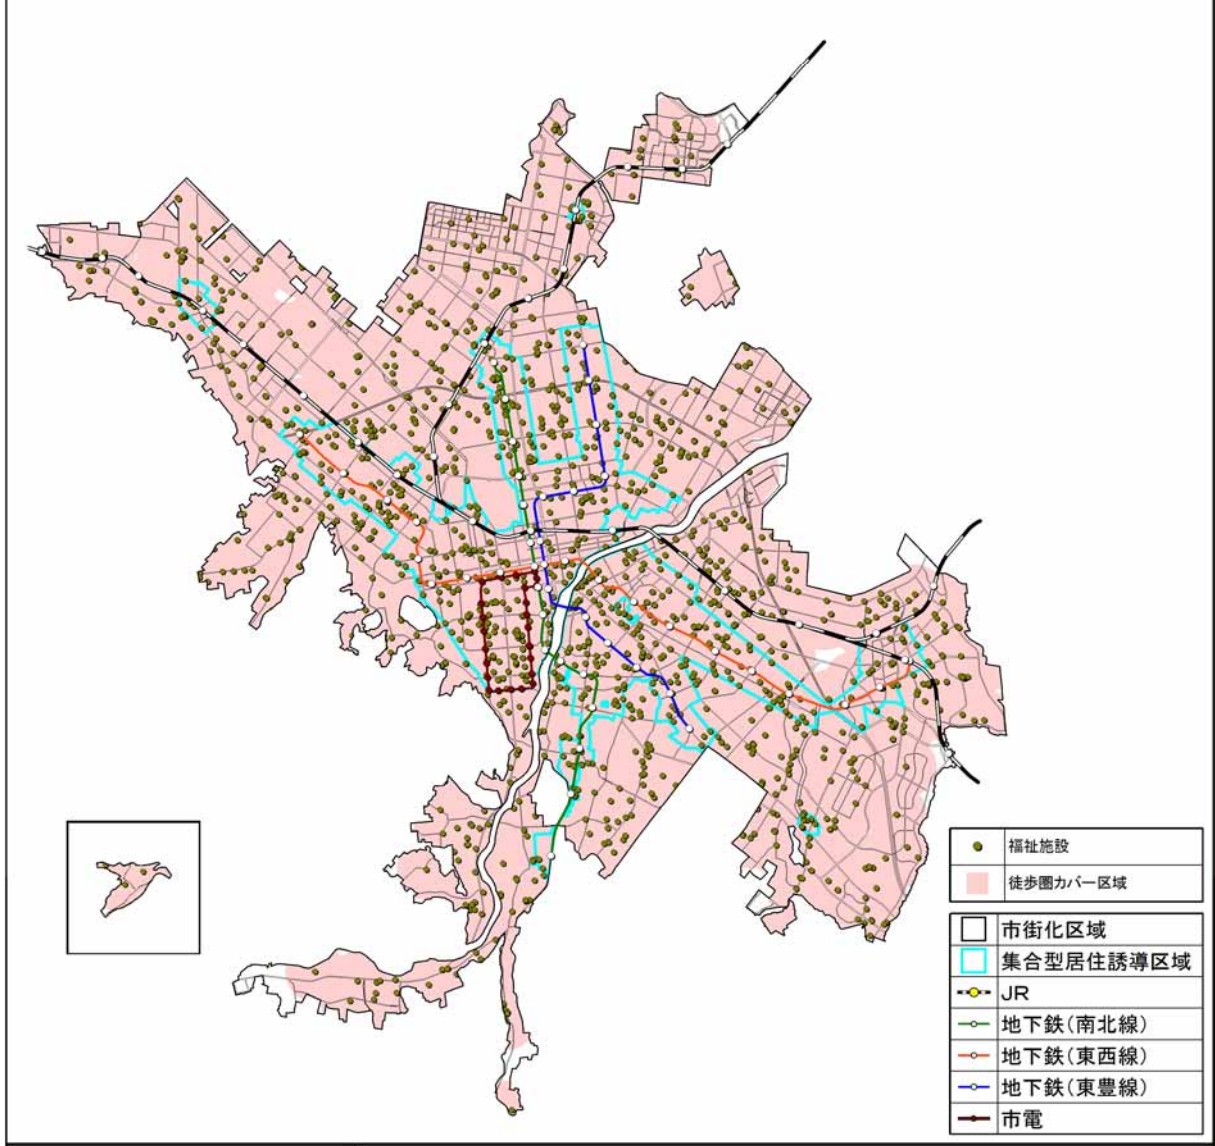 福祉施設
徒歩圏カバー区域
市街化区域
集合型居住誘導区域
JR
地下鉄(南北線)
地下鉄(東西線)
地下鉄(東豊線)
市電